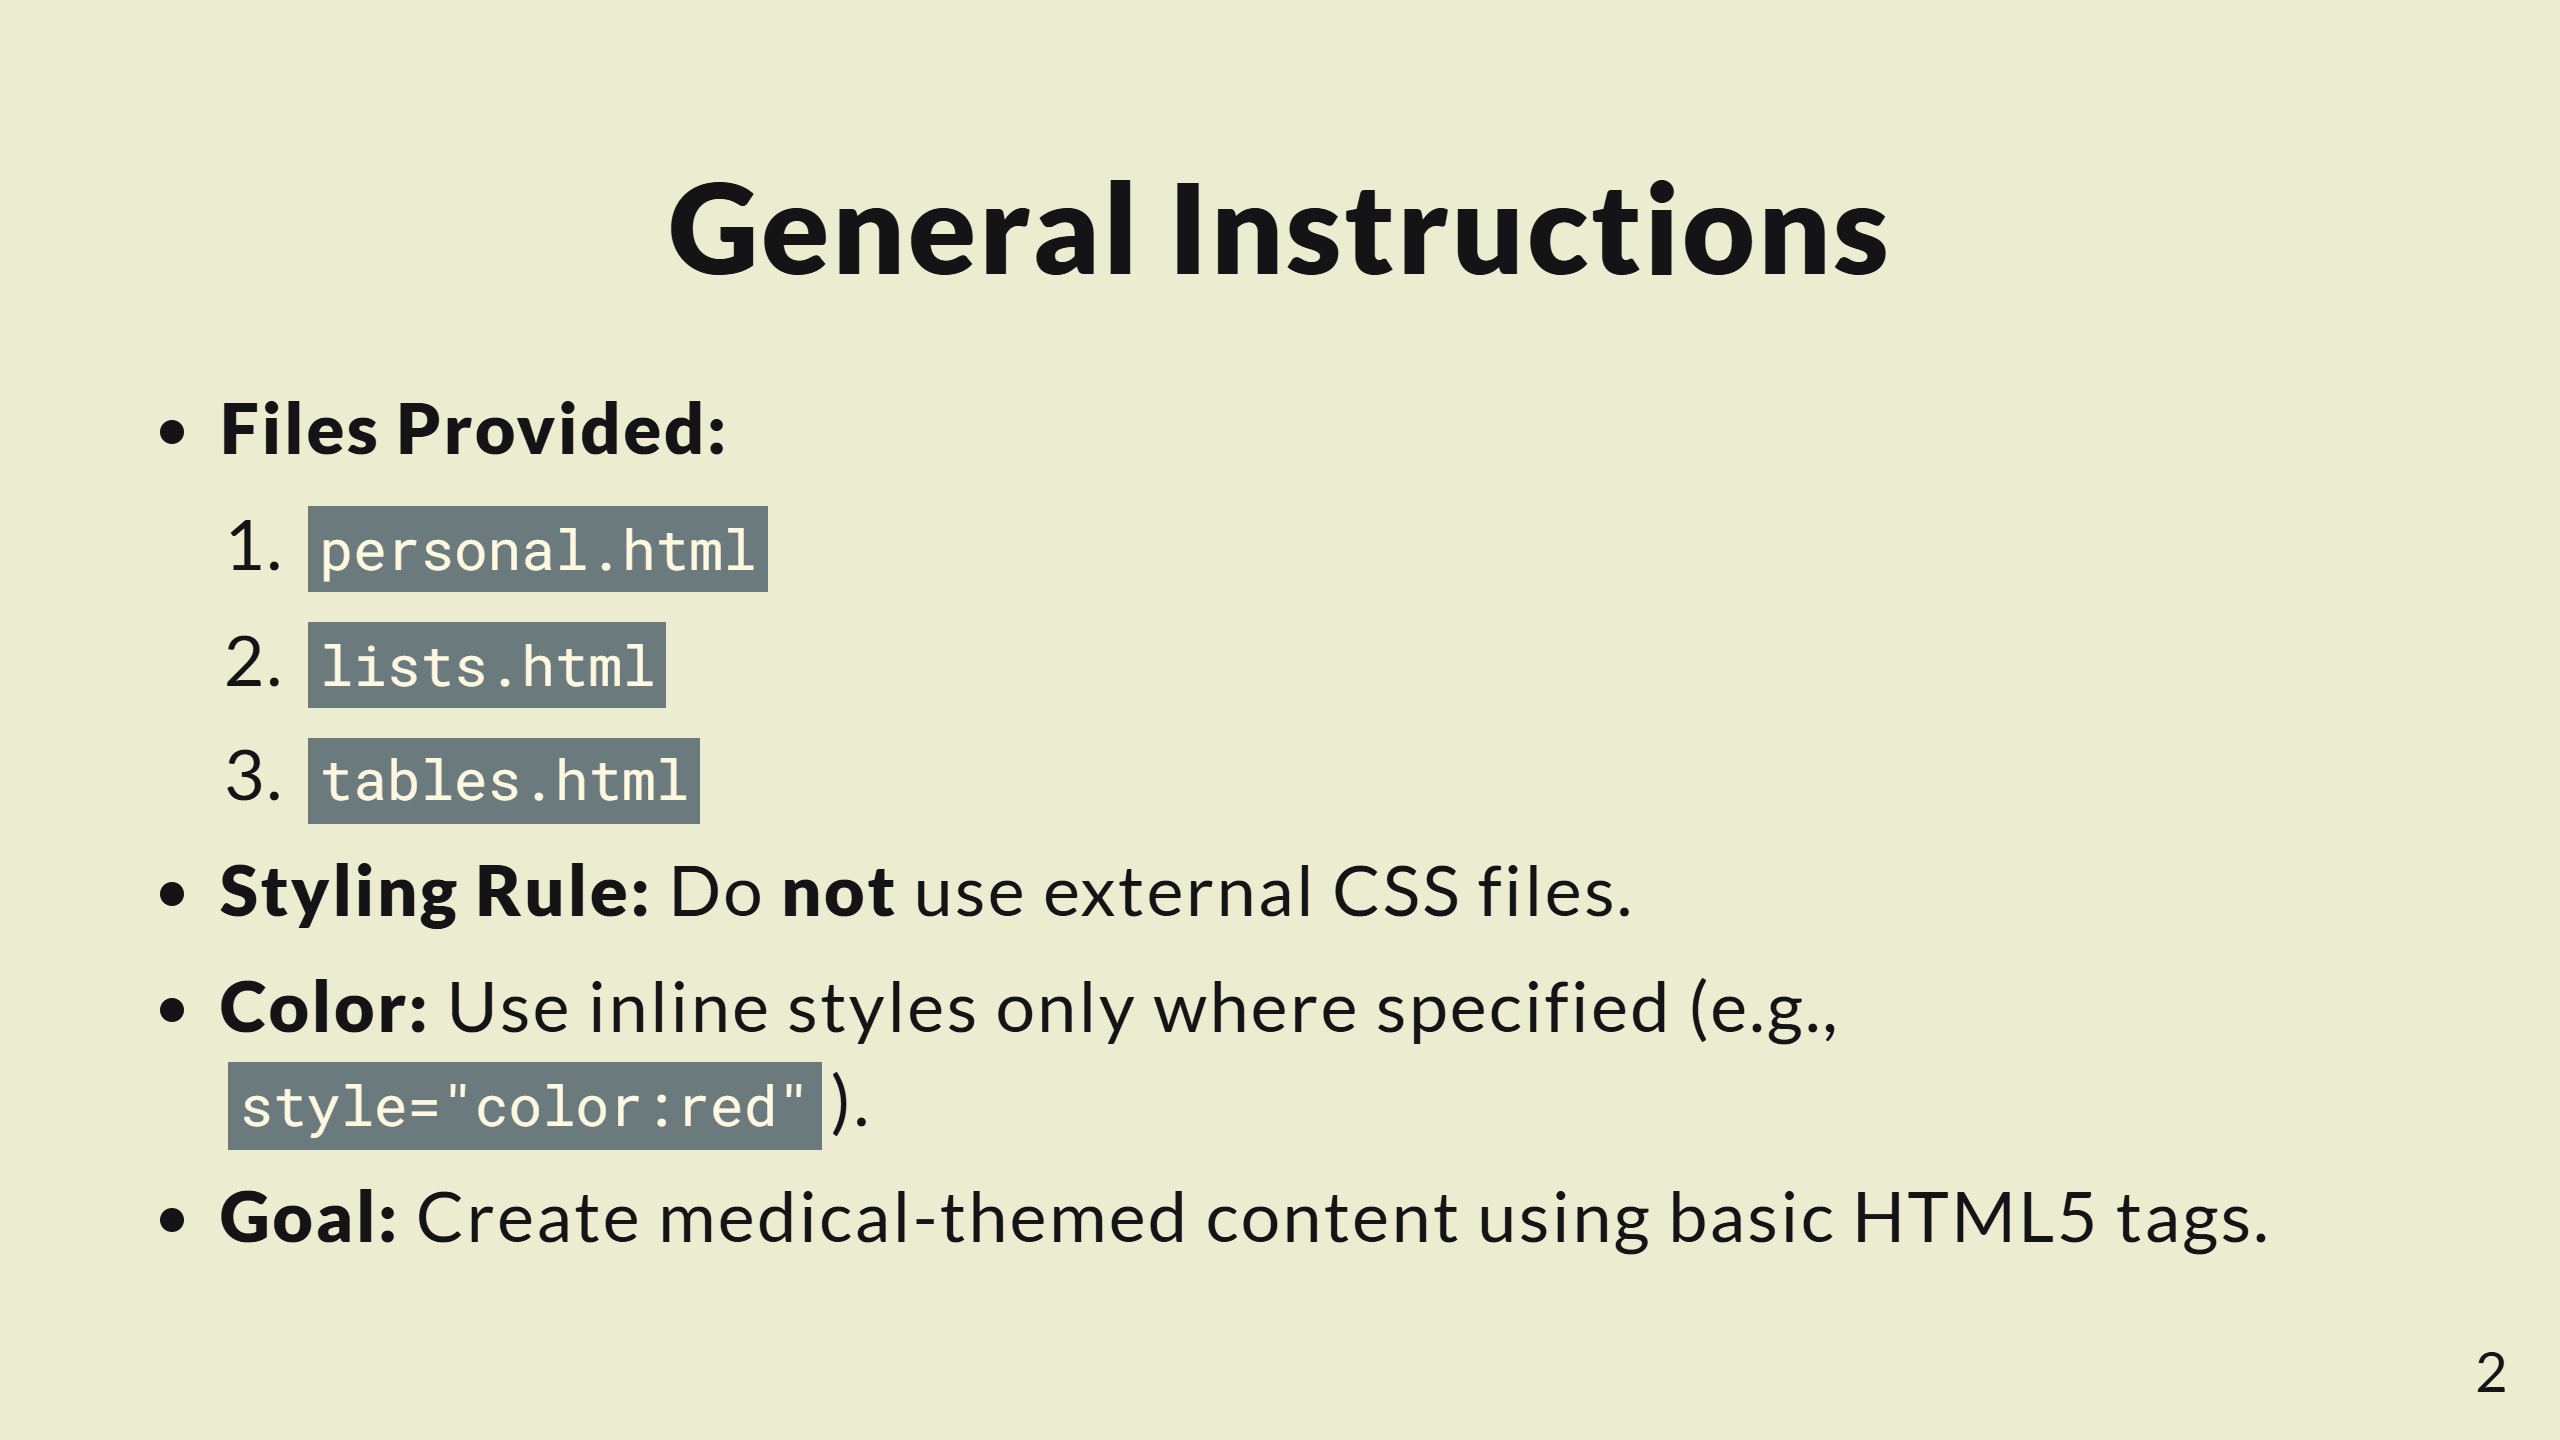 General Instructions
• Files Provided:
1. personal.html
2. lists.html
3. tables.html
• Styling Rule: Do not use external CSS files.
• Color: Use inline styles only where specified (e.g.,
style="color:red" ).
• Goal: Create medical-themed content using basic HTML5 tags.
2